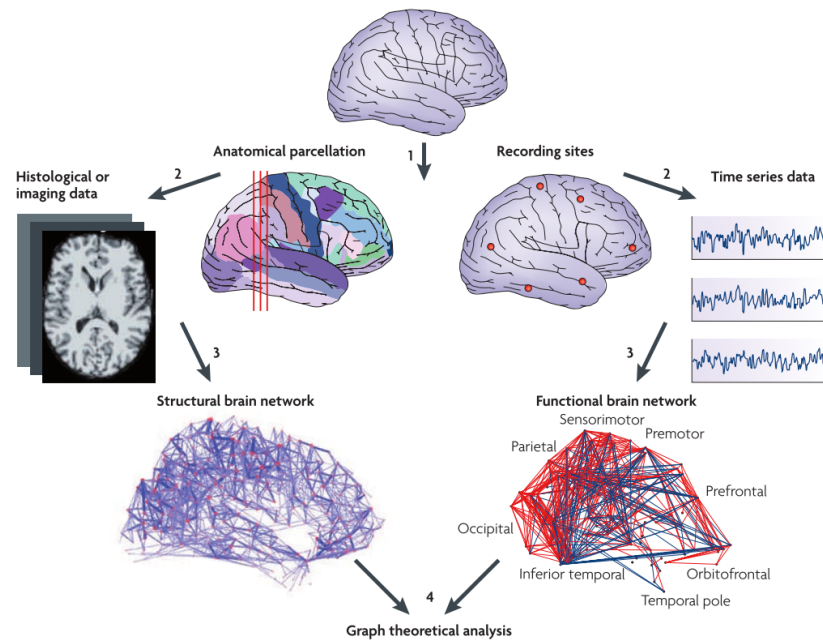 Anatomical parcellation
1
Recording sites
Histological or
imaging data
2
2
Time series data
3
3
Structural brain network
Functional brain network
Sensorimotor
Parietal
Premotor
Prefrontal
Occipital
Inferior temporal
Orbitofrontal
Temporal pole
4
Graph theoretical analysis